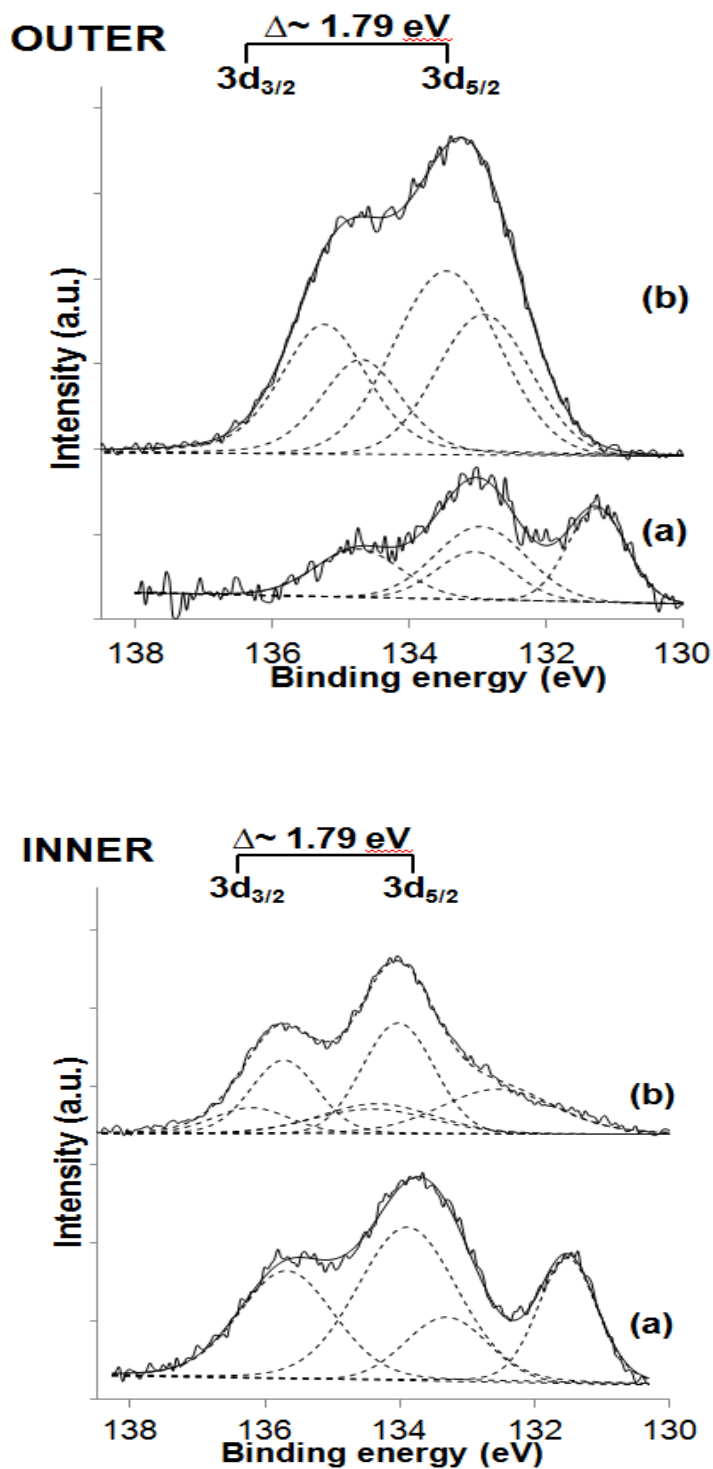 OUTER
Δ~ 1.79 eV
3d3/2 3d5/2
Intensity (a.u.)
(b)
(a)
138 136 134 132 130
Binding energy (eV)
INNER
Δ~ 1.79 eV
3d3/2 3d5/2
Intensity (a.u.)
(b)
(a)
138 136 134 132 130
Binding energy (eV)